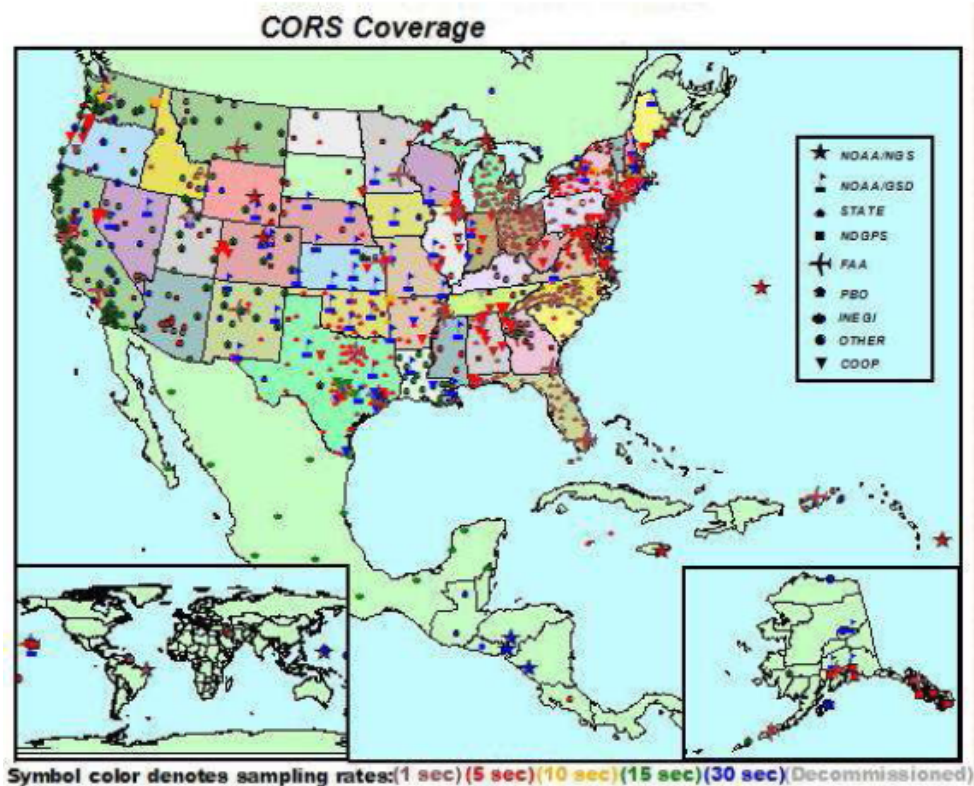 CORS Coverage
NOAA/NGS
NOAA/GSD
STATE
NDGPS
FAA
PBO
INEGI
OTHER
COOP
Symbol color denotes sampling rates:(1 sec)(5 sec)(10 sec)(15 sec)(30 sec)(Decommissioned)